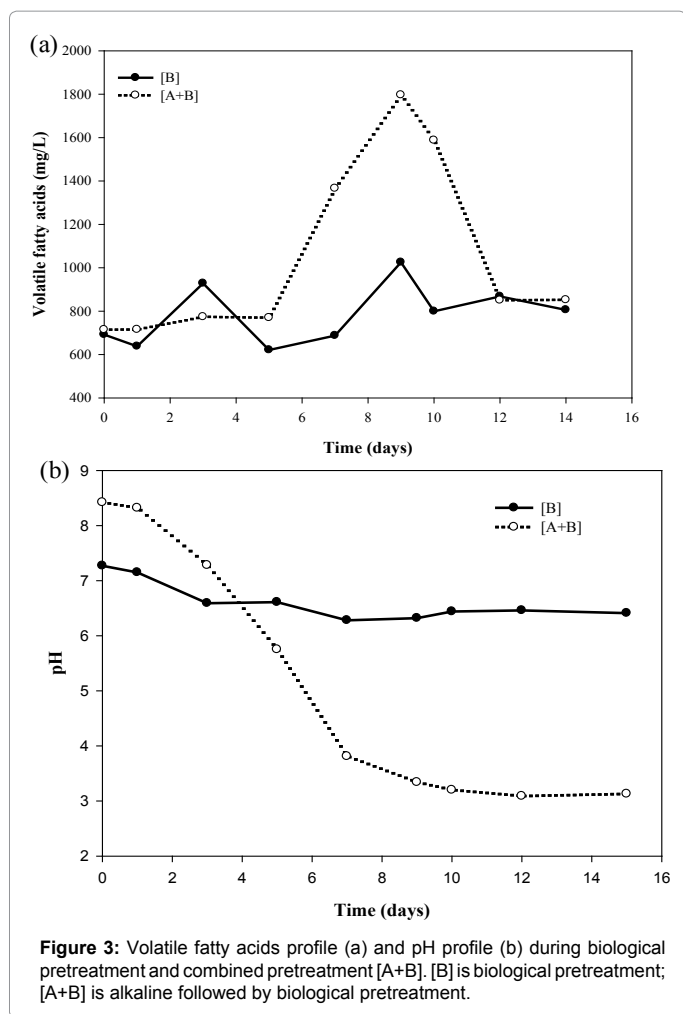 (a)
2000
1800
1600
1400
1200
1000
800
600
400
Volatile fatty acids (mg/L)
[B]
[A+B]
0 2 4 6 8 10 12 14 16
Time (days)
(b)
9
8
7
6
5
4
3
2
pH
[B]
[A+B]
0 2 4 6 8 10 12 14 16
Time (days)
Figure 3: Volatile fatty acids profile (a) and pH profile (b) during biological
pretreatment and combined pretreatment [A+B]. [B] is biological pretreatment;
[A+B] is alkaline followed by biological pretreatment.